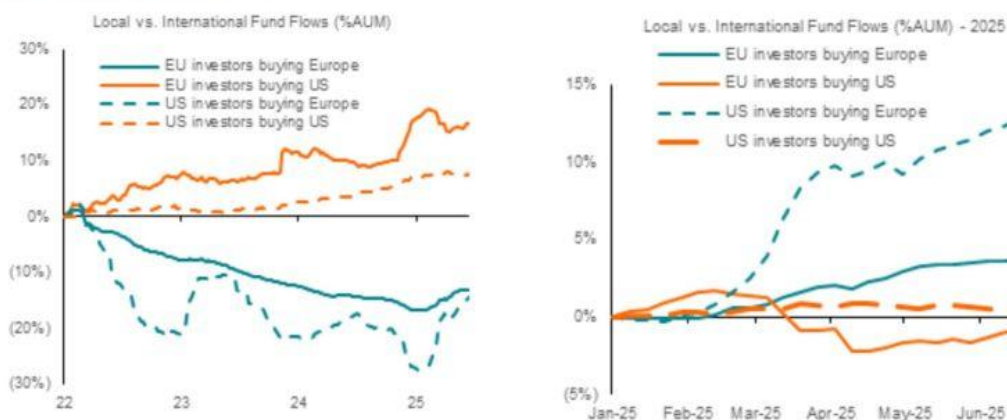 Local vs. International Fund Flows (%AUM)
30%
20%
10%
0%
(10%)
(20%)
(30%)
EU investors buying Europe
EU investors buying US
US investors buying Europe
US investors buying US
22
23
24
25
Local vs. International Fund Flows (%AUM) - 2025
15%
10%
5%
0%
(5%)
EU investors buying Europe
EU investors buying US
US investors buying Europe
US investors buying US
Jan-25
Feb-25
Mar-25
Apr-25
May-25
Jun-25